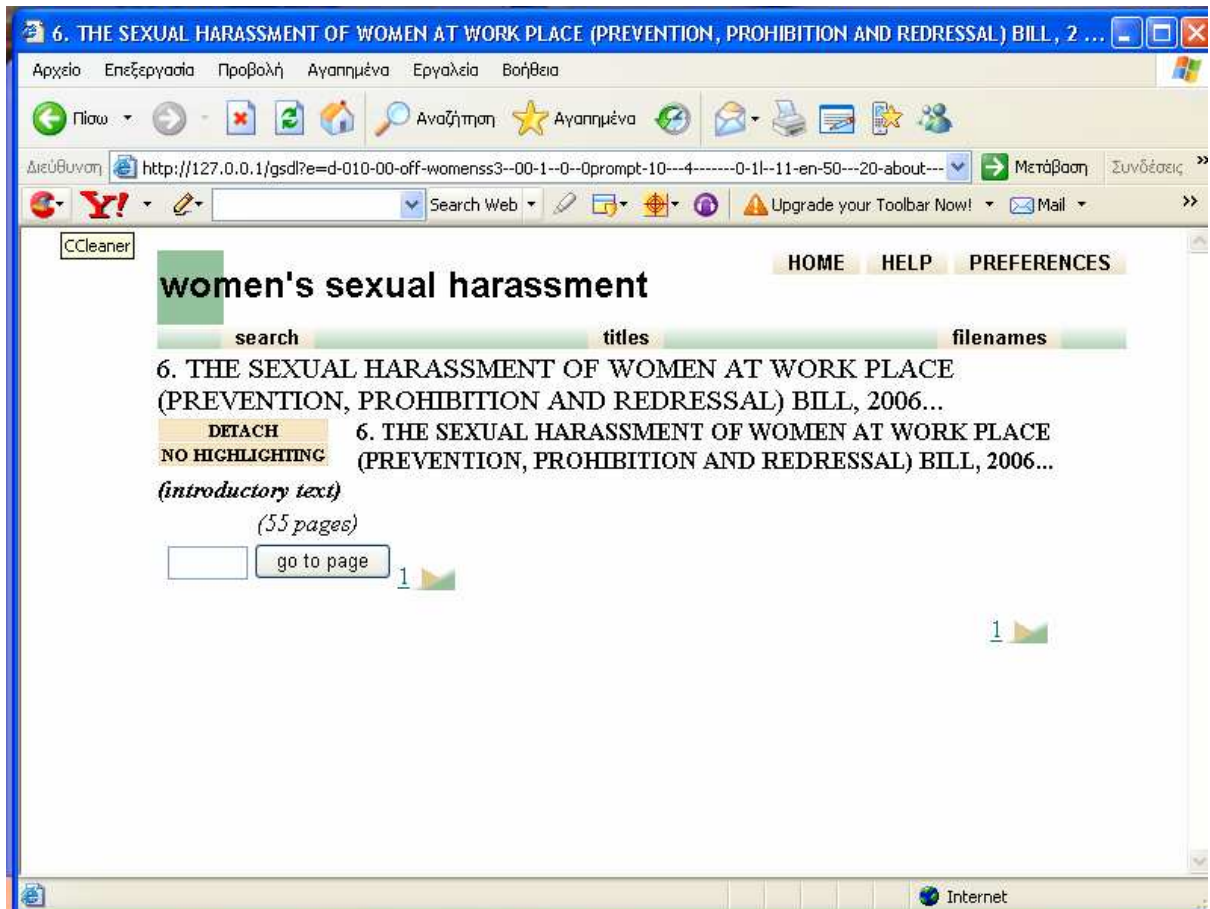 6. THE SEXUAL HARASSMENT OF WOMEN AT WORK PLACE (PREVENTION, PROHIBITION AND REDRESSAL) BILL, 2 ...
Αρχείο Επεξεργασία Προβολή Αγαπημένα Εργαλεία Βοήθεια
Πίσω Αναζήτηση Αγαπημένα
Διεύθυνση http://127.0.0.1/gsdl?e=d-010-00-off-womenss3--00-1--0--0prompt-10---4-------0-1l--11-en-50---20-about--- Μετάβαση Συνδέσεις »
Y! Search Web Upgrade your Toolbar Now! Mail »
CCleaner
HOME HELP PREFERENCES
women's sexual harassment
search titles filenames
6. THE SEXUAL HARASSMENT OF WOMEN AT WORK PLACE
(PREVENTION, PROHIBITION AND REDRESSAL) BILL, 2006...
DETACH
NO HIGHLIGHTING
6. THE SEXUAL HARASSMENT OF WOMEN AT WORK PLACE
(PREVENTION, PROHIBITION AND REDRESSAL) BILL, 2006...
(introductory text)
(55 pages)
go to page 1
1
Internet